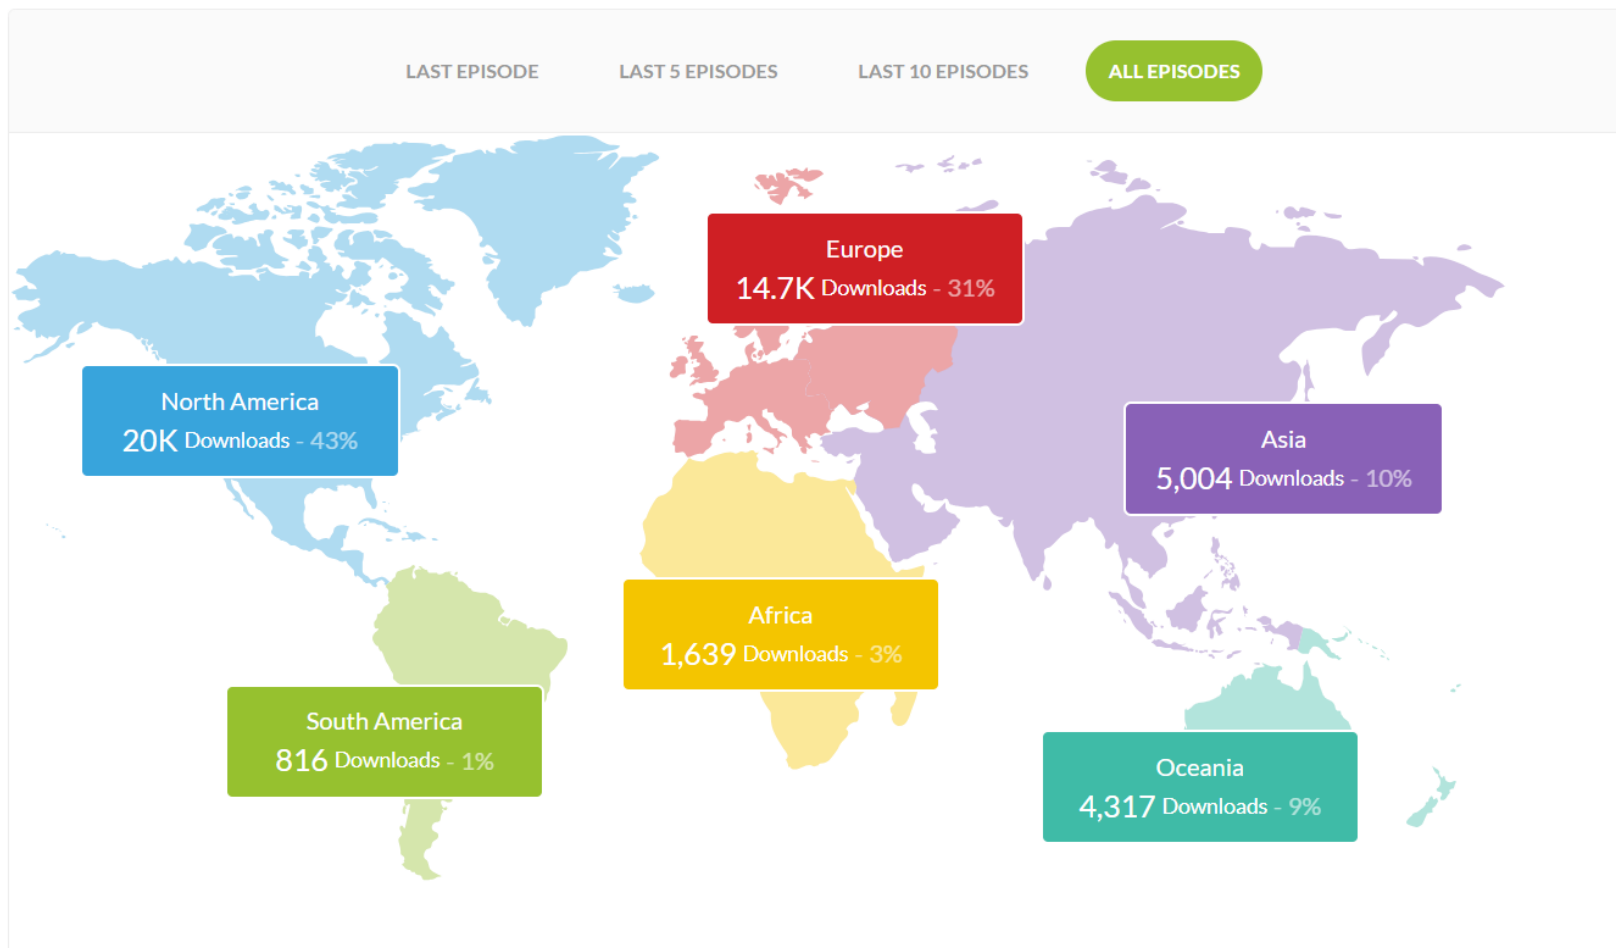 LAST EPISODE
LAST 5 EPISODES
LAST 10 EPISODES
ALL EPISODES
Europe
14.7K Downloads - 31%
North America
20K Downloads - 43%
Asia
5,004 Downloads - 10%
Africa
1,639 Downloads - 3%
South America
816 Downloads - 1%
Oceania
4,317 Downloads - 9%